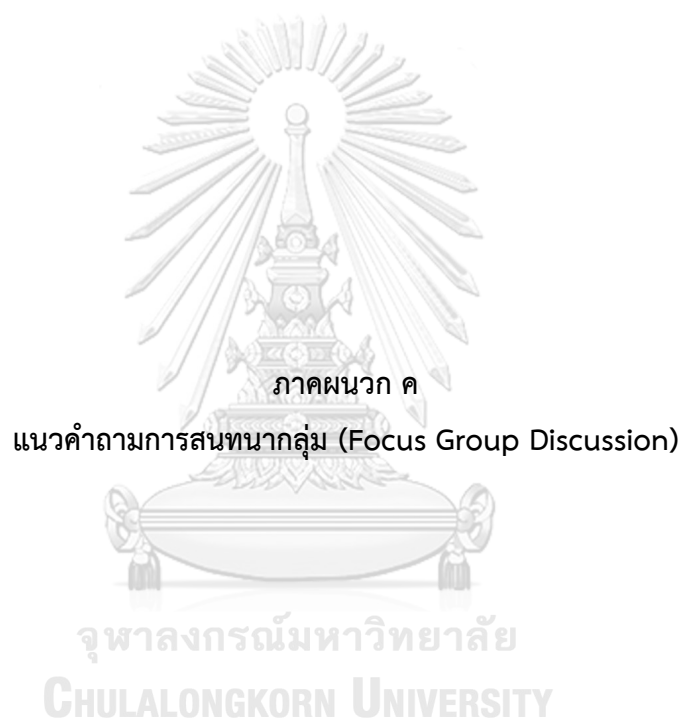 ภาคผนวก ค
แนวคำถามการสนทนากลุ่ม (Focus Group Discussion)
จุฬาลงกรณ์มหาวิทยาลัย
CHULALONGKORN UNIVERSITY